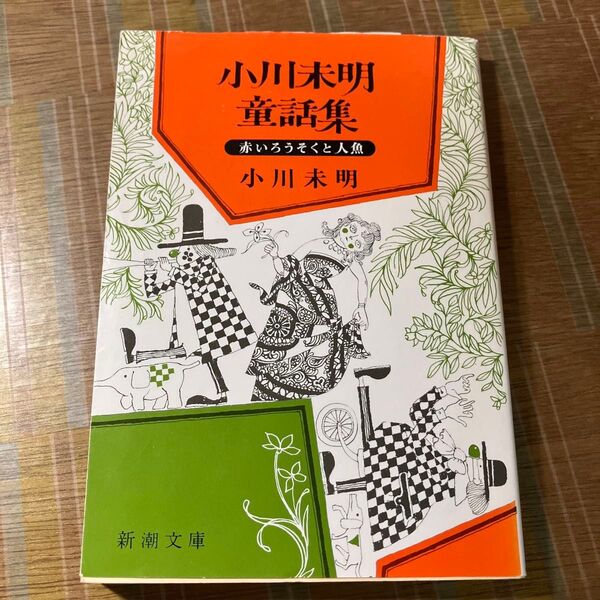 小川未明
童話集
赤いろうそくと人魚
小川未明
新潮文庫